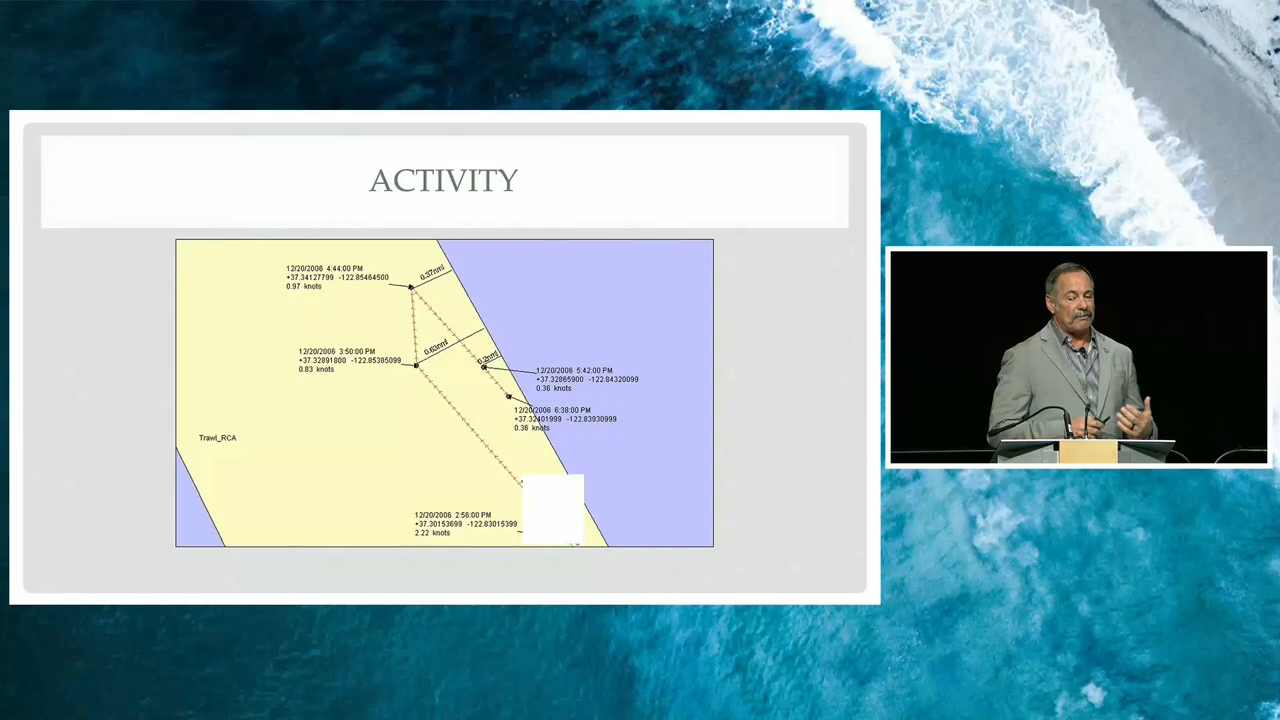 ACTIVITY
12/20/2006 4:44:00 PM
+37.34127799 -122.85464500
0.97 knots
0.37nmi
12/20/2006 3:50:00 PM
+37.32891800 -122.85385099
0.83 knots
0.63nmi
0.2nmi
12/20/2006 5:42:00 PM
+37.32865900 -122.84320099
0.36 knots
12/20/2006 6:38:00 PM
+37.32401999 -122.83930999
0.36 knots
Trawl_RCA
12/20/2006 2:56:00 PM
+37.30153699 -122.83015399
2.22 knots